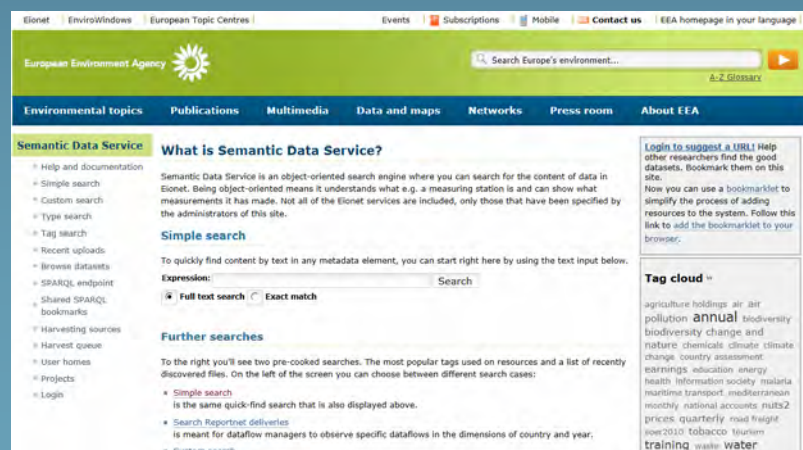 Eionet EnviroWindows European Topic Centres Events Subscriptions Mobile Contact us EEA homepage in your language
European Environment Agency
Search Europe's environment...
A-Z Glossary
Environmental topics Publications Multimedia Data and maps Networks Press room About EEA
Semantic Data Service
Help and documentation
Simple search
Custom search
Type search
Tag search
Recent uploads
Browse datasets
SPARQL endpoint
Shared SPARQL
bookmarks
Harvesting sources
Harvest queue
User homes
Projects
Login
What is Semantic Data Service?
Semantic Data Service is an object-oriented search engine where you can search for the content of data in
Eionet. Being object-oriented means it understands what e.g. a measuring station is and can show what
measurements it has made. Not all of the Eionet services are included, only those that have been specified by
the administrators of this site.
Simple search
To quickly find content by text in any metadata element, you can start right here by using the text input below.
Expression: Search
Full text search Exact match
Further searches
To the right you'll see two pre-cooked searches. The most popular tags used on resources and a list of recently
discovered files. On the left of the screen you can choose between different search cases:
Simple search
is the same quick-find search that is also displayed above.
Search Reportnet deliveries
is meant for dataflow managers to observe specific dataflows in the dimensions of country and year.
Custom search
Login to suggest a URL! Help
other researchers find the good
datasets. Bookmark them on this
site.
Now you can use a bookmarklet to
simplify the process of adding
resources to the system. Follow this
link to add the bookmarklet to your
browser.
Tag cloud
agriculture holdings air air
pollution annual biodiversity
biodiversity change and
nature chemicals climate climate
change country assessment
earnings education energy
health information society malaria
maritime transport mediterranean
monthly national accounts nuts2
prices quarterly road freight
soer2010 tobacco tourism
training waste water